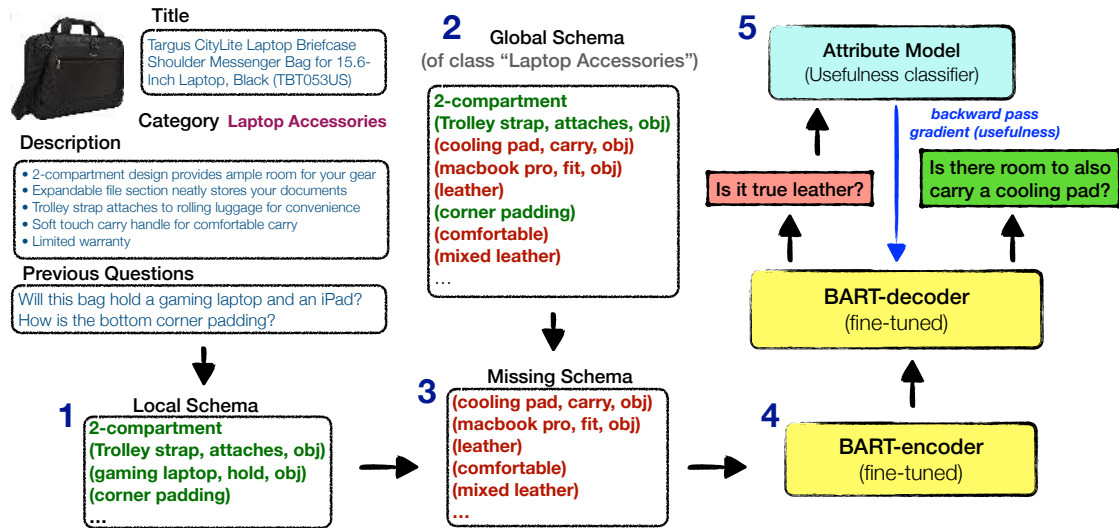 Title
Targus CityLite Laptop Briefcase
Shoulder Messenger Bag for 15.6-
Inch Laptop, Black (TBT053US)
Category Laptop Accessories
Description
• 2-compartment design provides ample room for your gear
• Expandable file section neatly stores your documents
• Trolley strap attaches to rolling luggage for convenience
• Soft touch carry handle for comfortable carry
• Limited warranty
Previous Questions
Will this bag hold a gaming laptop and an iPad?
How is the bottom corner padding?
1
Local Schema
2-compartment
(Trolley strap, attaches, obj)
(gaming laptop, hold, obj)
(corner padding)
...
2
Global Schema
(of class “Laptop Accessories”)
2-compartment
(Trolley strap, attaches, obj)
(cooling pad, carry, obj)
(macbook pro, fit, obj)
(leather)
(corner padding)
(comfortable)
(mixed leather)
...
3
Missing Schema
(cooling pad, carry, obj)
(macbook pro, fit, obj)
(leather)
(comfortable)
(mixed leather)
...
4
BART-encoder
(fine-tuned)
BART-decoder
(fine-tuned)
Is it true leather?
Is there room to also
carry a cooling pad?
backward pass
gradient (usefulness)
5
Attribute Model
(Usefulness classifier)